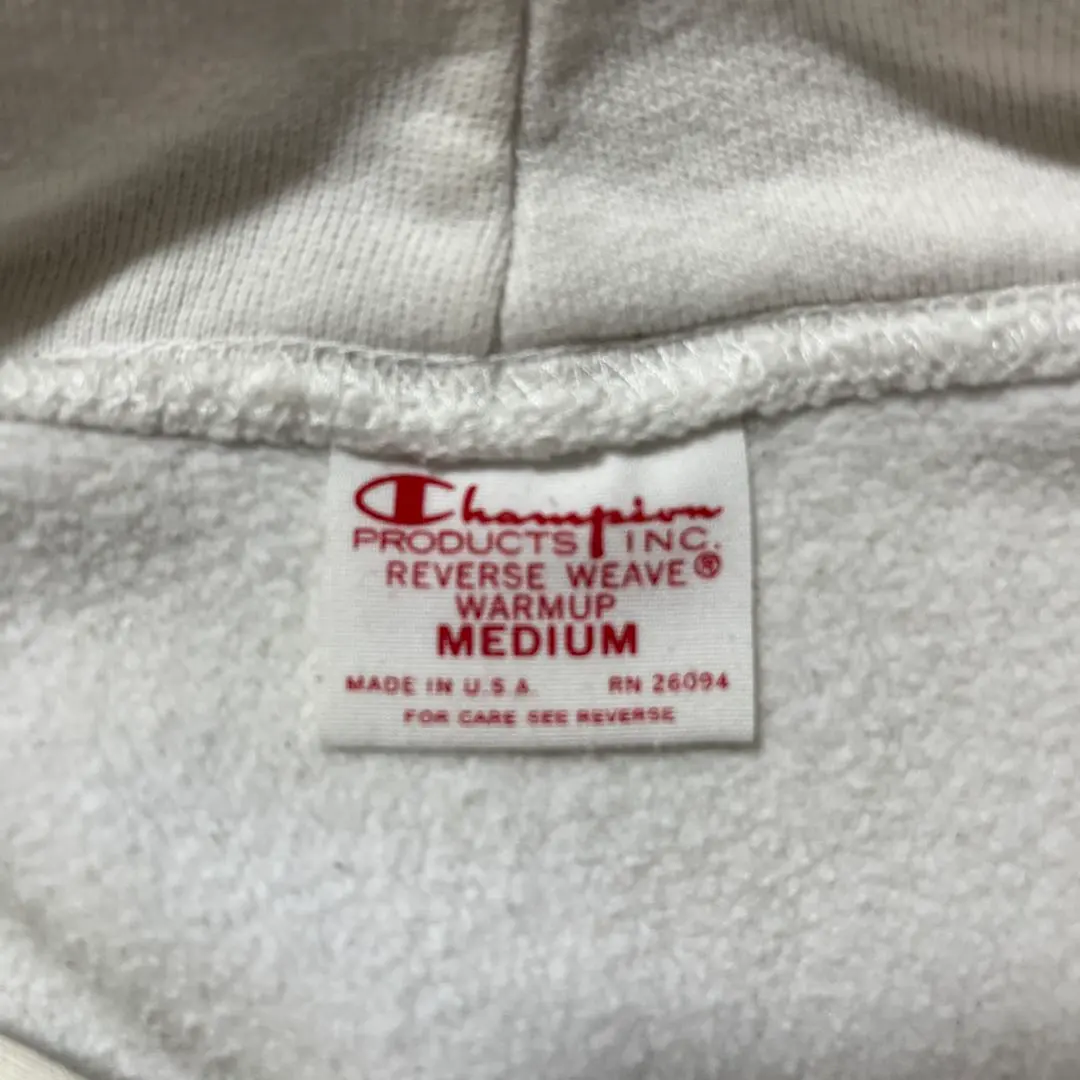 Champion
PRODUCTS INC.
REVERSE WEAVE®
WARMUP
MEDIUM
MADE IN U.S.A. RN 26094
FOR CARE SEE REVERSE